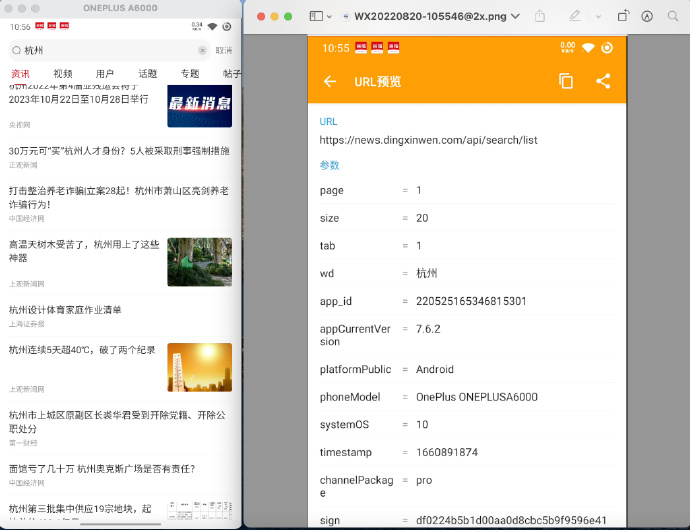 ONEPLUS A6000
10:56
0.34
杭州
取消
资讯 视频 用户 话题 专题 帖子
杭州2022年第4届亚残运会将于
2023年10月22日至10月28日举行
最新消息
央视网
30万元可“买”杭州人才身份？5人被采取刑事强制措施
正观新闻
打击整治养老诈骗|立案28起！杭州市萧山区亮剑养老
诈骗行为！
中国经济网
高温天树木受苦了，杭州用上了这些
神器
上观新闻网
杭州设计体育家庭作业清单
上海证券报
杭州连续5天超40℃，破了两个纪录
上观新闻网
杭州市上城区原副区长裘华君受到开除党籍、开除公
职处分
第一财经
面馆亏了几十万 杭州奥克斯广场是否有责任？
中国经济网
杭州第三批集中供应19宗地块，起
WX20220820-105546@2x.png
10:55
0.00
URL预览
URL
https://news.dingxinwen.com/api/search/list
参数
page = 1
size = 20
tab = 1
wd = 杭州
app_id = 220525165346815301
appCurrentVer = 7.6.2
sion
platformPublic = Android
phoneModel = OnePlus ONEPLUSA6000
systemOS = 10
timestamp = 1660891874
channelPackag = pro
e
sign = df0224b5b1d00aa0d8cbc5b9f9596e41